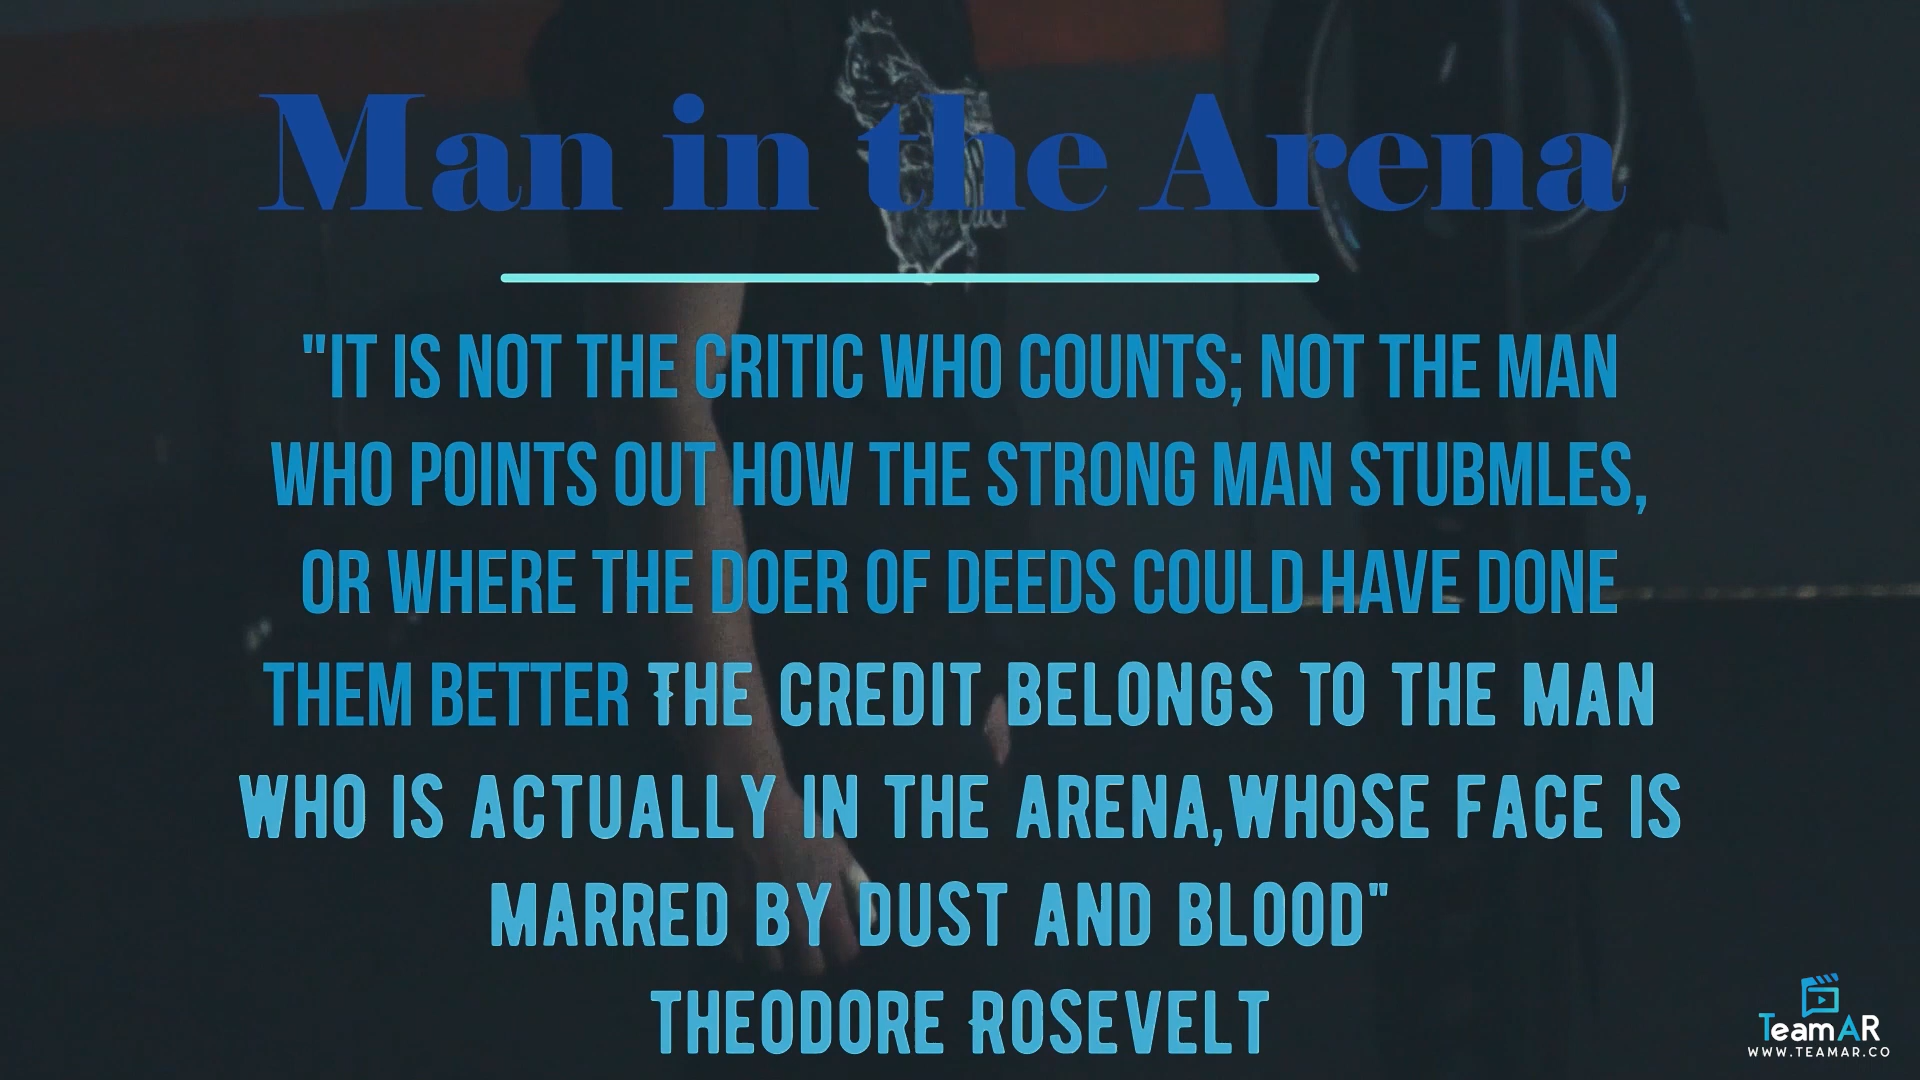 Man in the Arena
"IT IS NOT THE CRITIC WHO COUNTS; NOT THE MAN
WHO POINTS OUT HOW THE STRONG MAN STUBMLES,
OR WHERE THE DOER OF DEEDS COULD HAVE DONE
THEM BETTER THE CREDIT BELONGS TO THE MAN
WHO IS ACTUALLY IN THE ARENA,WHOSE FACE IS
MARRED BY DUST AND BLOOD"
THEODORE ROSEVELT
TeamAR
WWW.TEAMAR.CO